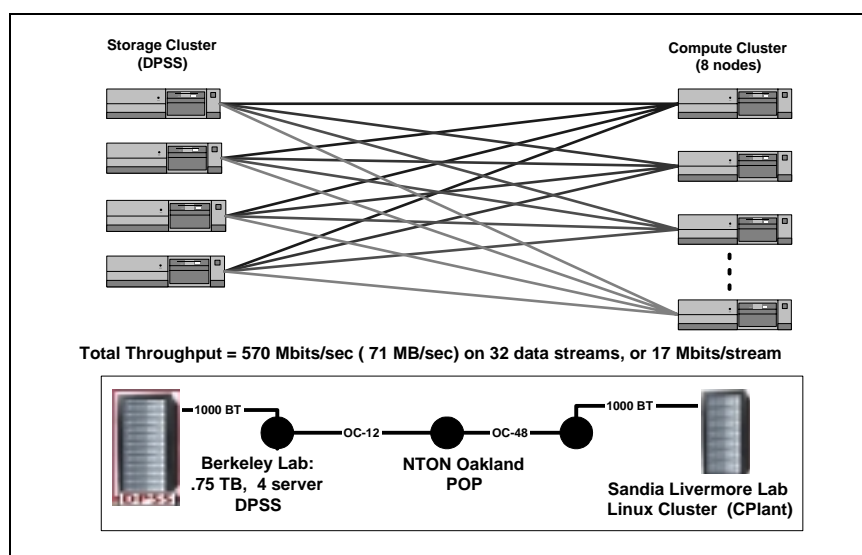 Storage Cluster
(DPSS)
Compute Cluster
(8 nodes)
Total Throughput = 570 Mbits/sec ( 71 MB/sec) on 32 data streams, or 17 Mbits/stream
1000 BT
1000 BT
OC-12
OC-48
DPSS
Berkeley Lab:
.75 TB, 4 server
DPSS
NTON Oakland
POP
Sandia Livermore Lab
Linux Cluster (CPlant)